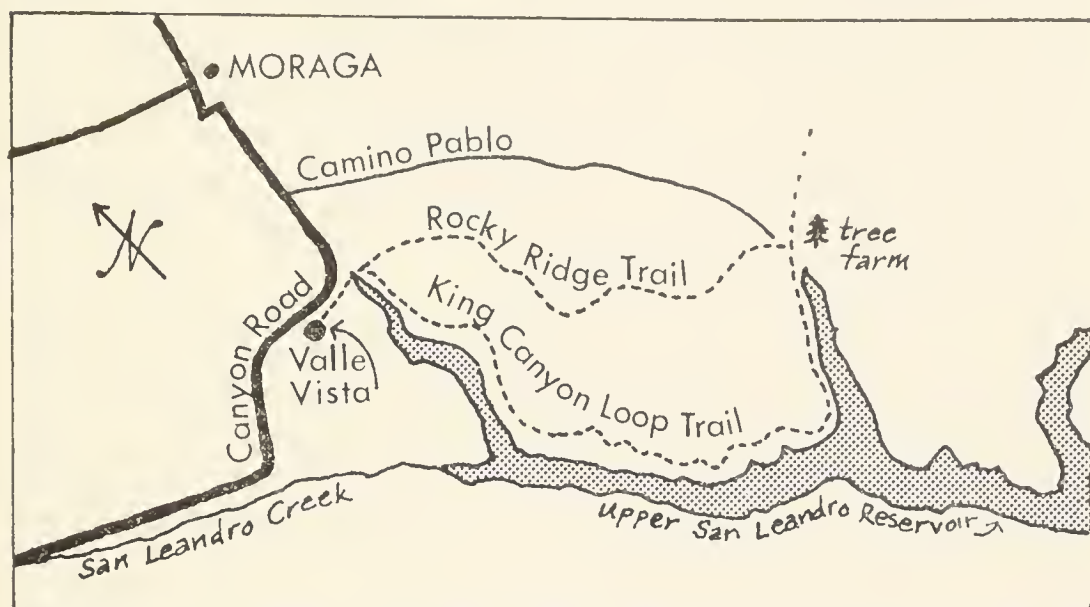 MORAGA
Camino Pablo
Rocky Ridge Trail
tree
farm
N
King Canyon Loop Trail
Canyon Road
Valle
Vista
San Leandro Creek
Upper San Leandro Reservoir